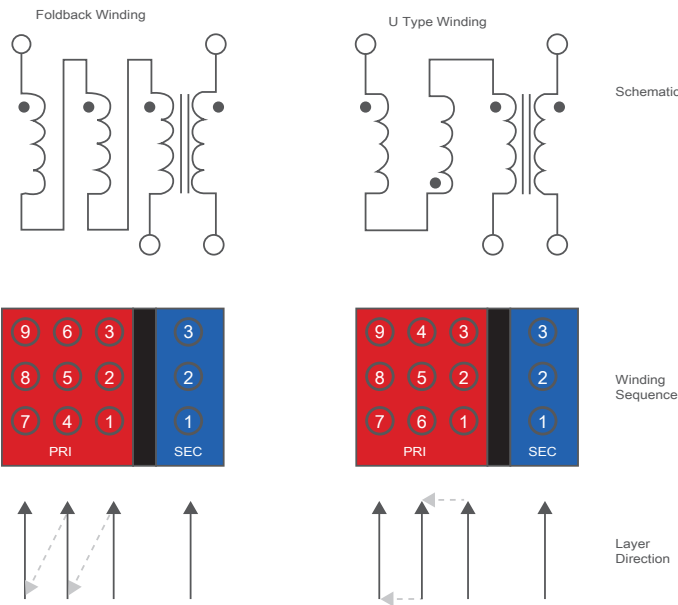 Foldback Winding
U Type Winding
Schematic
9 6 3 3
8 5 2 2
7 4 1 1
PRI SEC
9 4 3 3
8 5 2 2
7 6 1 1
PRI SEC
Winding
Sequence
Layer
Direction